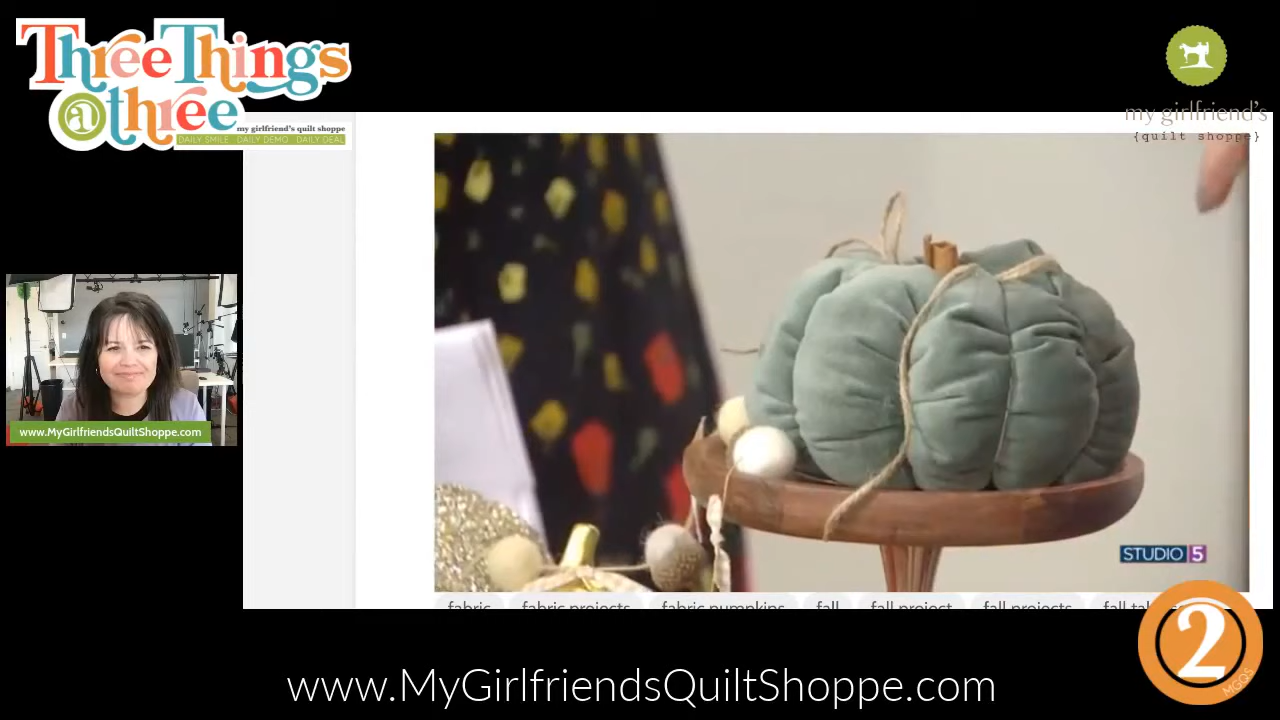 Three Things
@three
my girlfriend's quilt shoppe
DAILY SMILE DAILY DEMO DAILY DEAL
my girlfriend's
{quilt shoppe}
www.MyGirlfriendsQuiltShoppe.com
STUDIO 5
fabric fabric projects fabric pumpkins fall fall project fall projects
2
MGQS
www.MyGirlfriendsQuiltShoppe.com